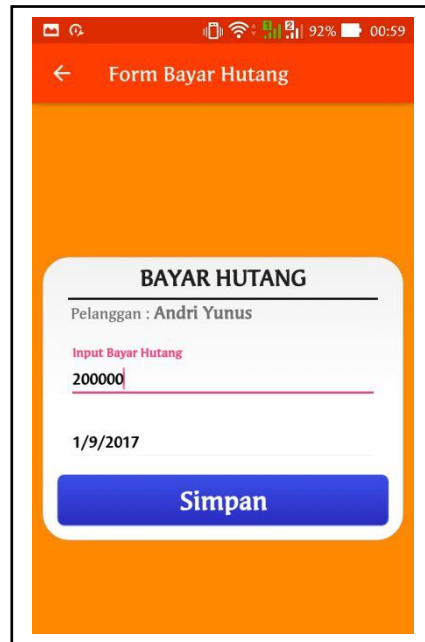 92% 00:59
Form Bayar Hutang
BAYAR HUTANG
Pelanggan : Andri Yunus
Input Bayar Hutang
200000
1/9/2017
Simpan